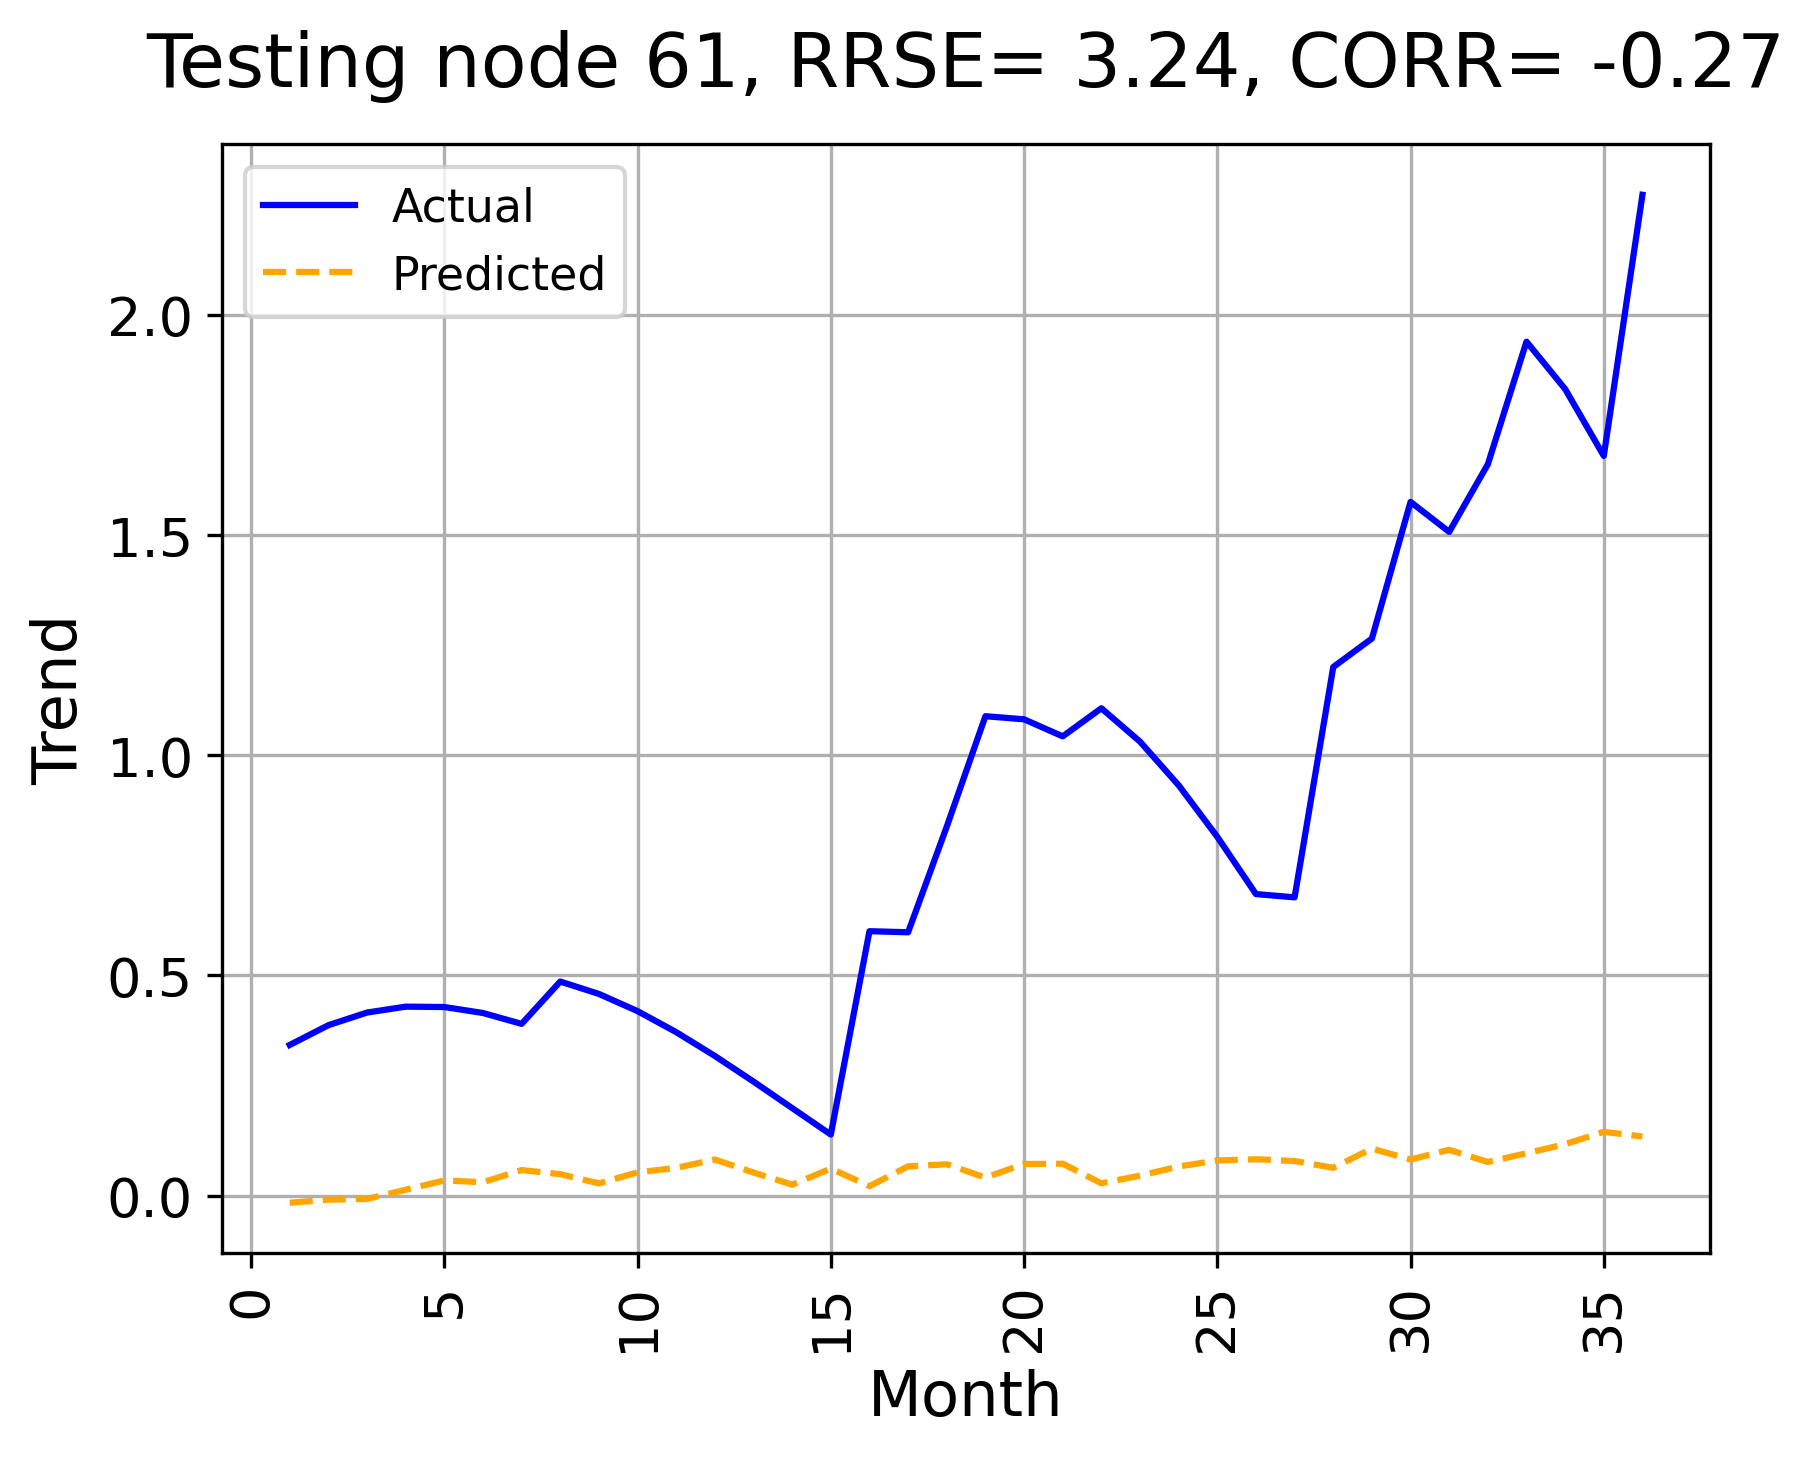 Testing node 61, RRSE= 3.24, CORR= -0.27
Actual
Predicted
2.0
1.5
1.0
0.5
0.0
Trend
0 5 10 15 20 25 30 35
Month